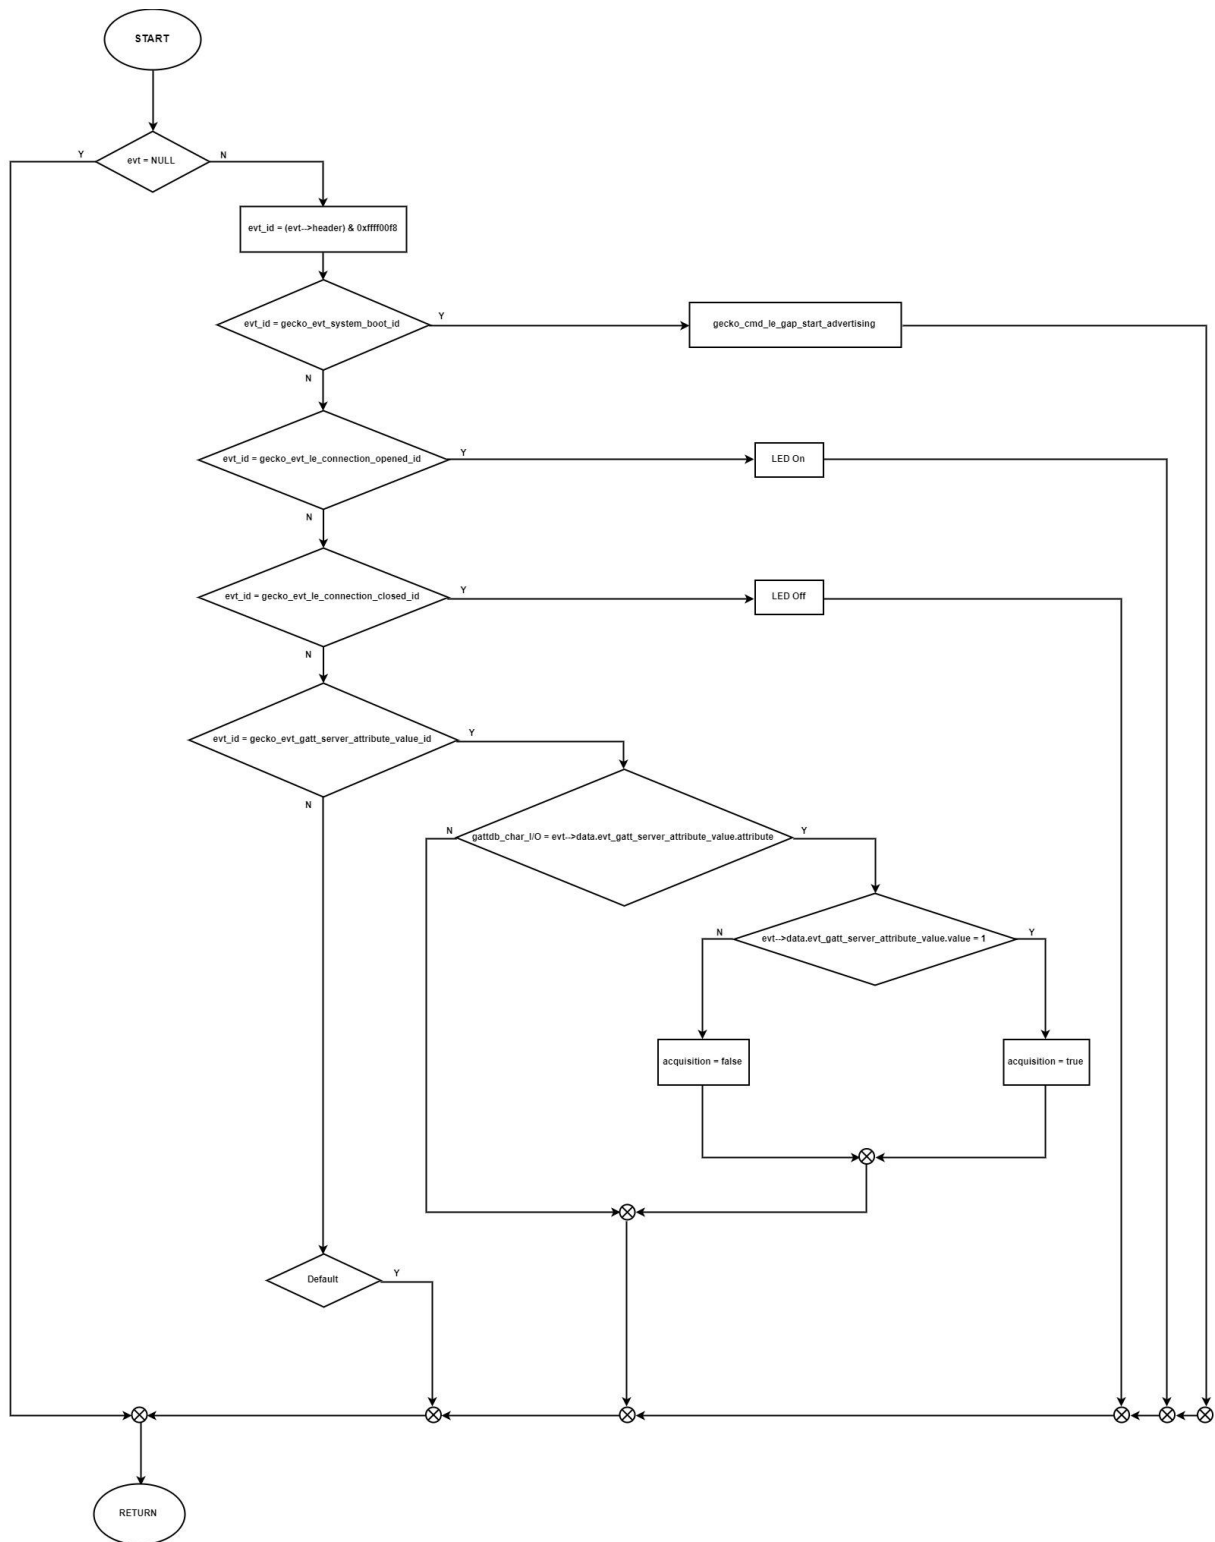 START
evt = NULL
Y
N
evt_id = (evt-->header) & 0xffff00f8
evt_id = gecko_evt_system_boot_id
Y
gecko_cmd_le_gap_start_advertising
N
evt_id = gecko_evt_le_connection_opened_id
Y
LED On
N
evt_id = gecko_evt_le_connection_closed_id
Y
LED Off
N
evt_id = gecko_evt_gatt_server_attribute_value_id
Y
N
gattdb_char_I/O = evt-->data.evt_gatt_server_attribute_value.attribute
N
Y
evt-->data.evt_gatt_server_attribute_value.value = 1
N
Y
acquisition = false
acquisition = true
Default
Y
RETURN